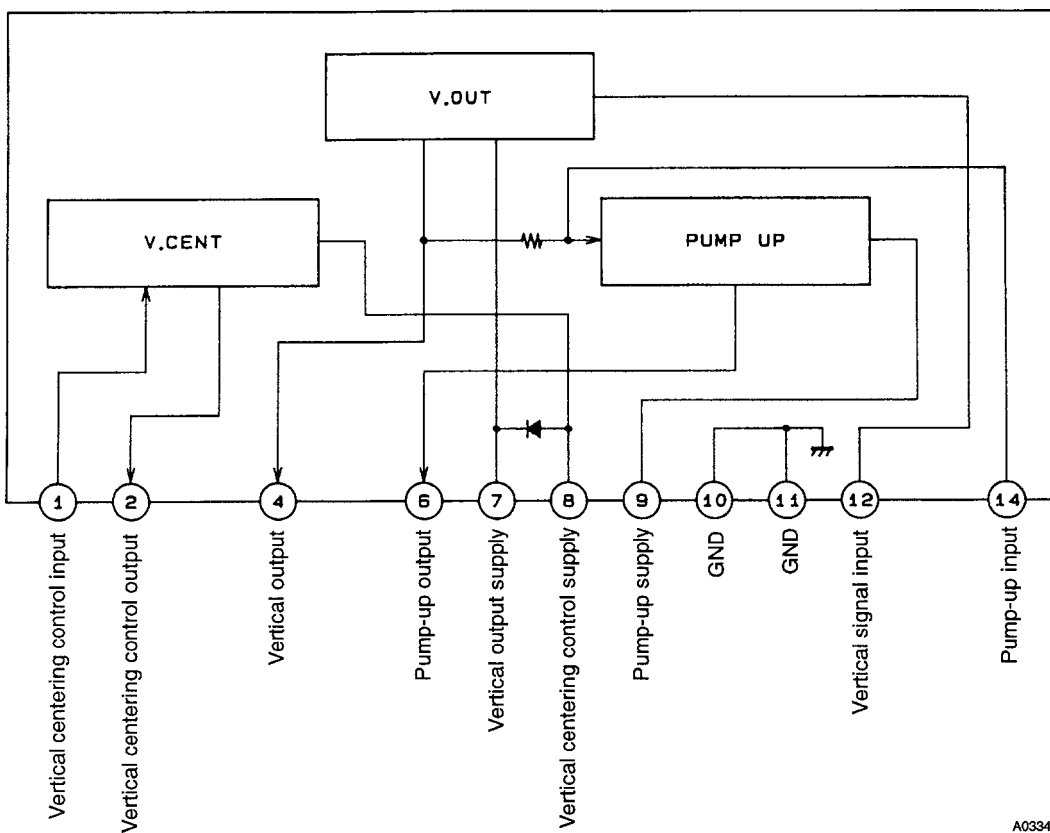 V.OUT
V.CENT
PUMP UP
1
2
4
6
7
8
9
10
11
12
14
Vertical centering control input
Vertical centering control output
Vertical output
Pump-up output
Vertical output supply
Vertical centering control supply
Pump-up supply
GND
GND
Vertical signal input
Pump-up input
A0334